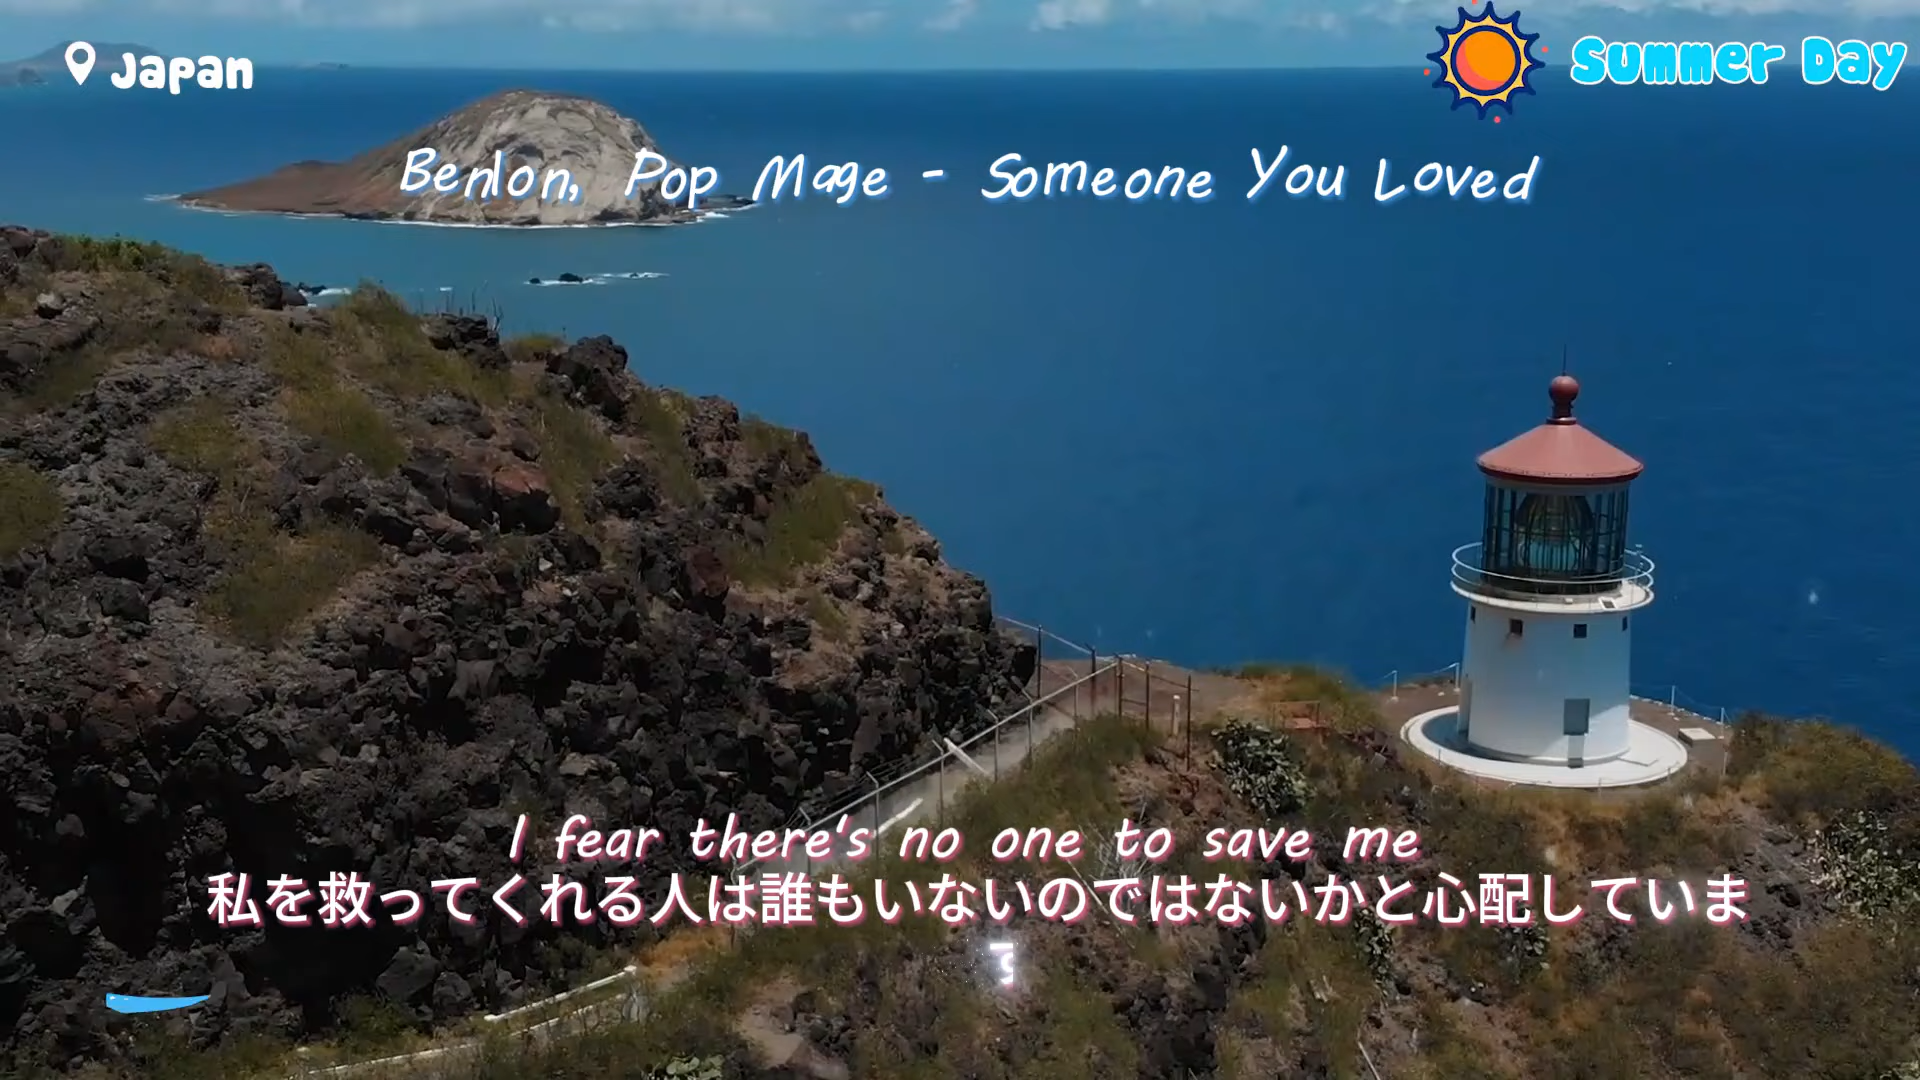 Japan
Summer Day
Benlon, Pop Mage - Someone You Loved
I fear there's no one to save me
私を救ってくれる人は誰もいないのではないかと心配していま
す